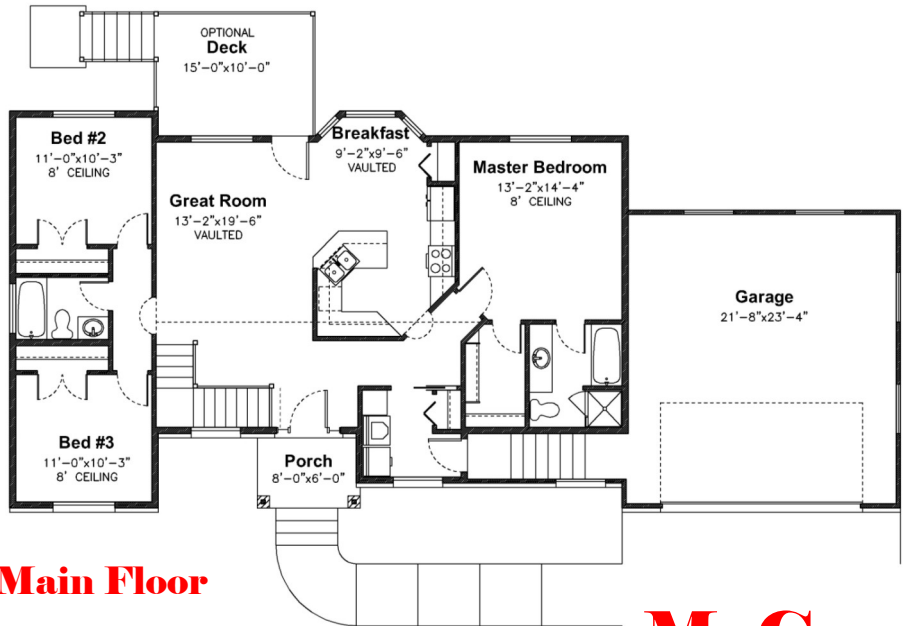 OPTIONAL
Deck
15'-0"x10'-0"
Bed #2
11'-0"x10'-3"
8' CEILING
Breakfast
9'-2"x9'-6"
VAULTED
Master Bedroom
13'-2"x14'-4"
8' CEILING
Great Room
13'-2"x19'-6"
VAULTED
Garage
21'-8"x23'-4"
Bed #3
11'-0"x10'-3"
8' CEILING
Porch
8'-0"x6'-0"
Main Floor